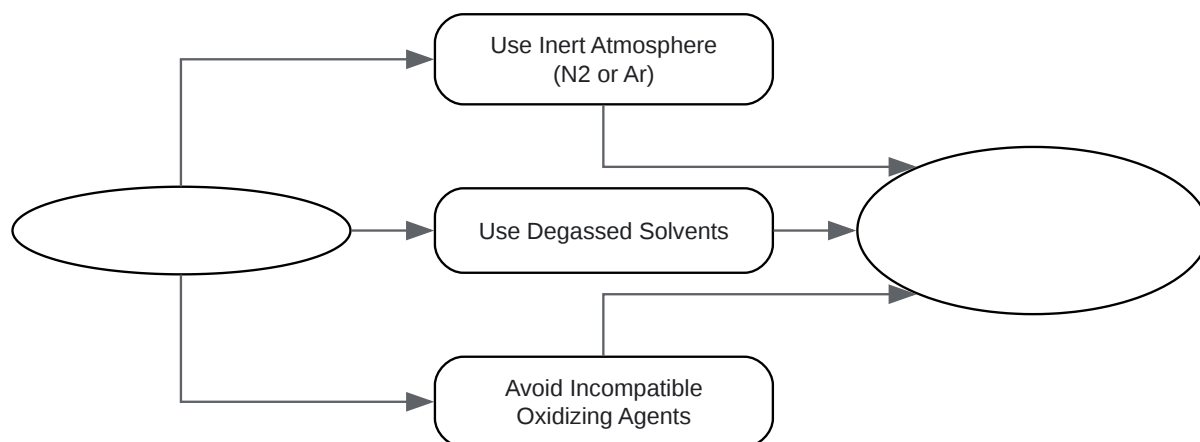 Use Inert Atmosphere
(N2 or Ar)
Use Degassed Solvents
Avoid Incompatible
Oxidizing Agents